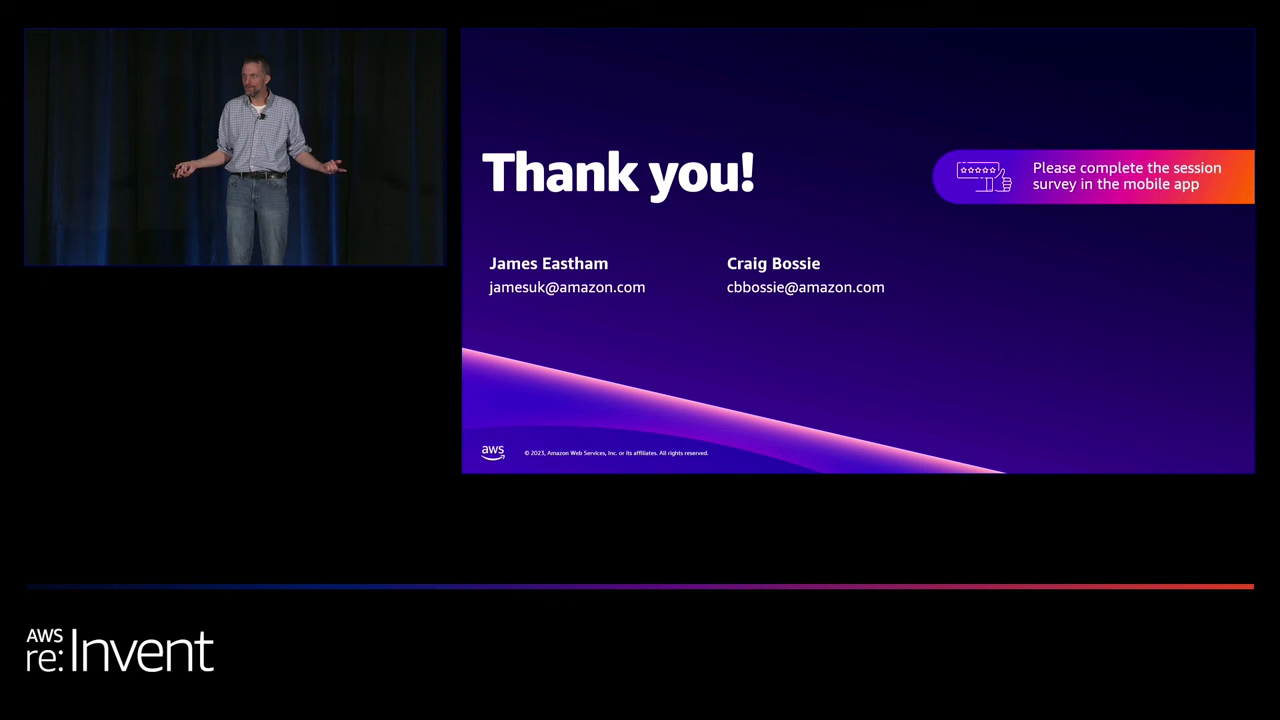 Thank you!
Please complete the session
survey in the mobile app
James Eastham
jamesuk@amazon.com
Craig Bossie
cbbossie@amazon.com
aws
© 2023, Amazon Web Services, Inc. or its affiliates. All rights reserved.
AWS
re:Invent